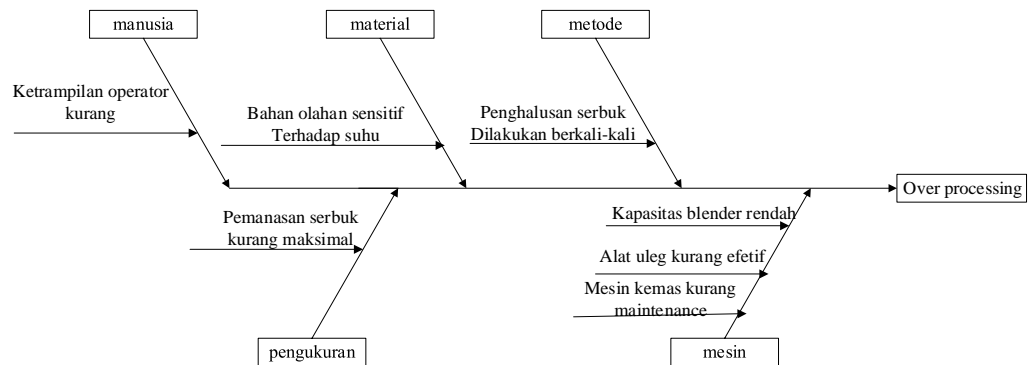 manusia
material
metode
Ketrampilan operator
kurang
Bahan olahan sensitif
Terhadap suhu
Penghalusan serbuk
Dilakukan berkali-kali
Over processing
Pemanasan serbuk
kurang maksimal
Kapasitas blender rendah
Alat uleg kurang efetif
Mesin kemas kurang
maintenance
pengukuran
mesin